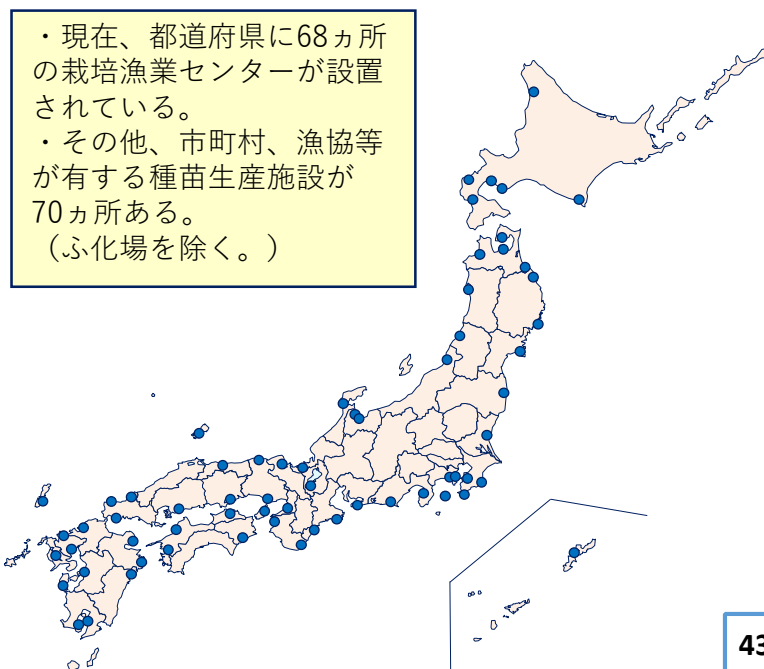 ・現在、都道府県に68ヵ所
の栽培漁業センターが設置
されている。
・その他、市町村、漁協等
が有する種苗生産施設が
70ヵ所ある。
（ふ化場を除く。）
43